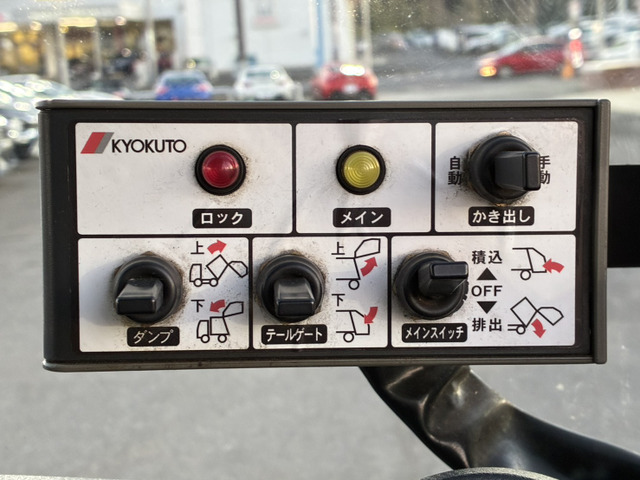 KYOKUTO
ロック
メイン
自動
手動
かき出し
上
下
ダンプ
上
下
テールゲート
積込
OFF
排出
メインスイッチ